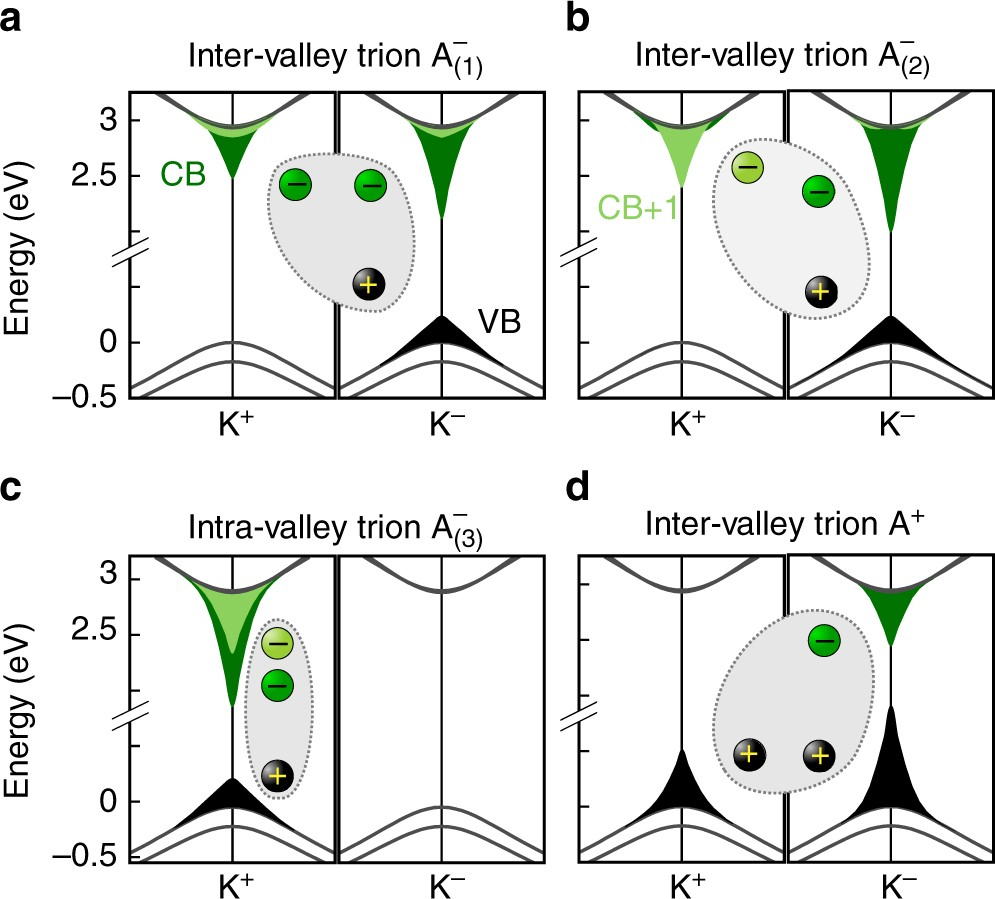 a
Inter-valley trion A⁻₍₁₎
Energy (eV)
3
2.5
0
−0.5
CB
VB
−
−
+
K⁺
K⁻
b
Inter-valley trion A⁻₍₂₎
CB+1
−
−
+
K⁺
K⁻
c
Intra-valley trion A⁻₍₃₎
Energy (eV)
3
2.5
0
−0.5
−
−
+
K⁺
K⁻
d
Inter-valley trion A⁺
−
+
+
K⁺
K⁻